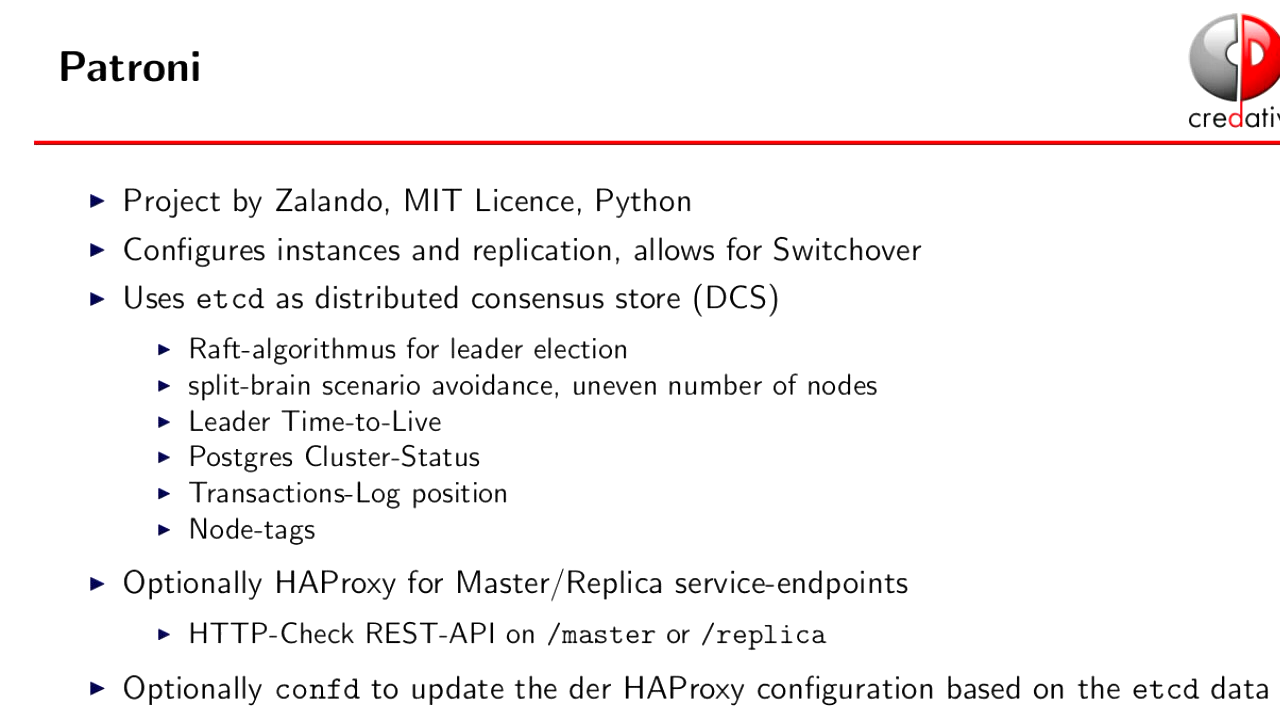 Patroni
credativ
Project by Zalando, MIT Licence, Python
Configures instances and replication, allows for Switchover
Uses etcd as distributed consensus store (DCS)
Raft-algorithmus for leader election
split-brain scenario avoidance, uneven number of nodes
Leader Time-to-Live
Postgres Cluster-Status
Transactions-Log position
Node-tags
Optionally HAProxy for Master/Replica service-endpoints
HTTP-Check REST-API on /master or /replica
Optionally confd to update the der HAProxy configuration based on the etcd data